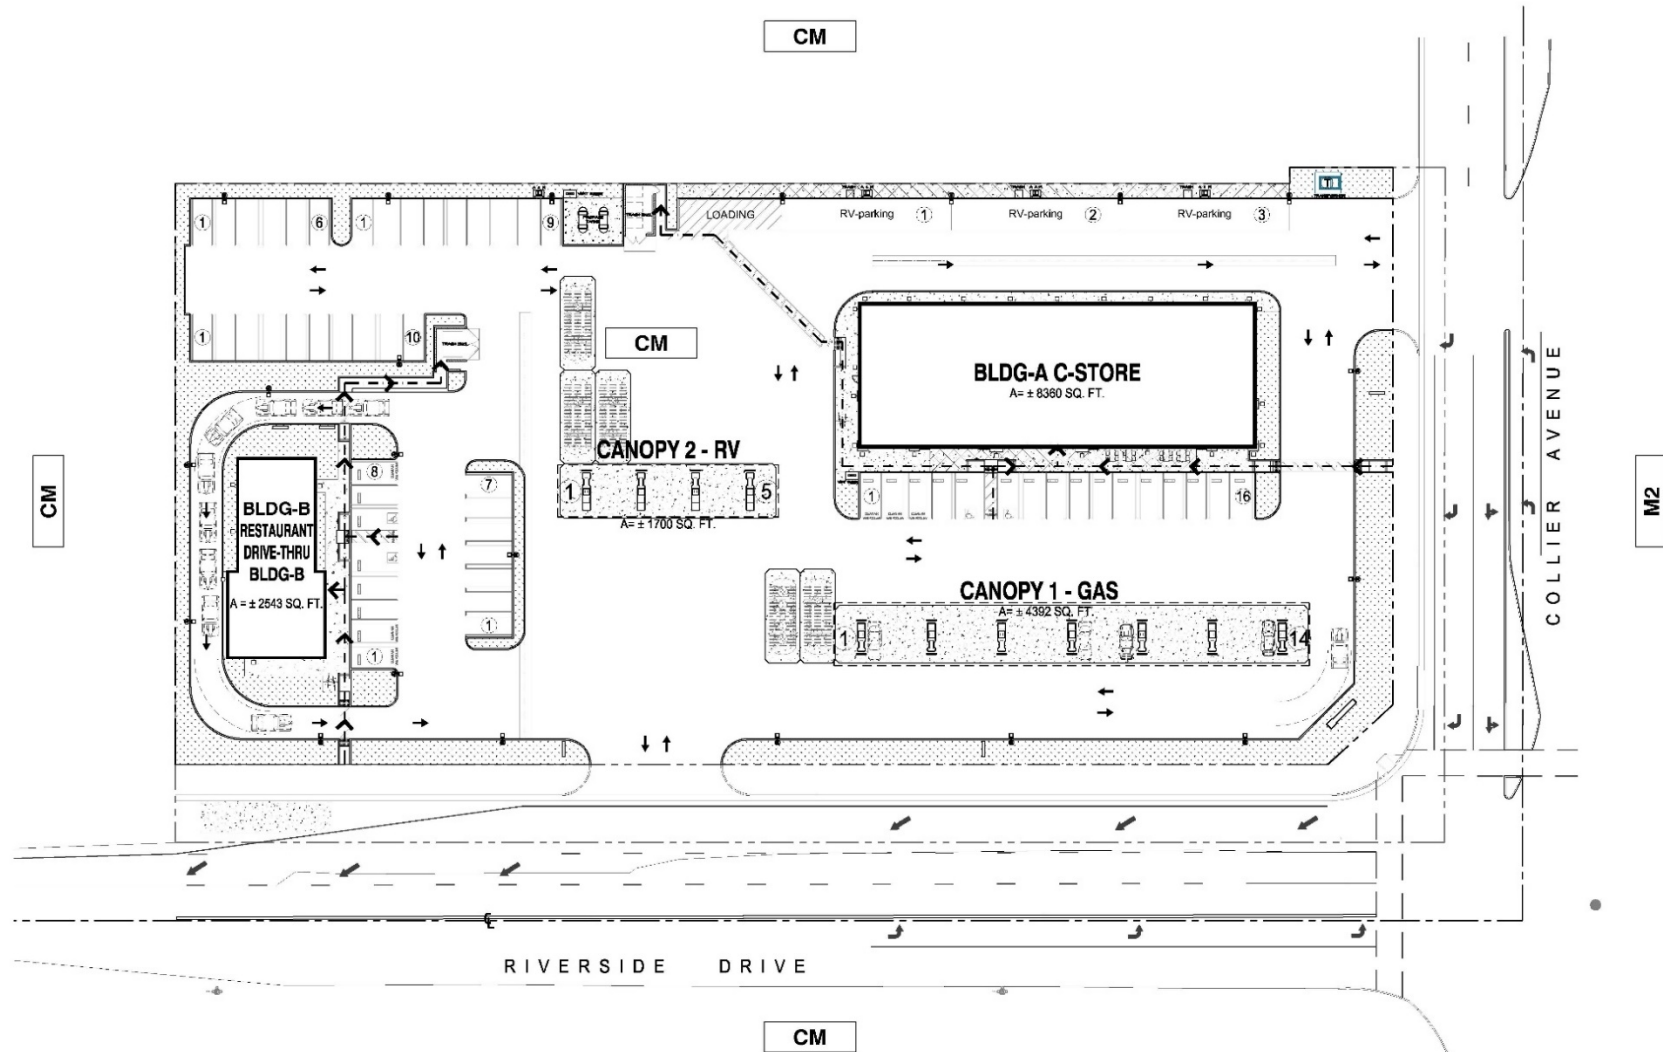 CM
LOADING
RV-parking 1
RV-parking 2
RV-parking 3
1
6
1
9
1
10
CM
CM
M2
COLLIER AVENUE
BLDG-A C-STORE
A= ± 8360 SQ. FT.
CANOPY 2 - RV
1
5
A= ± 1700 SQ. FT.
8
7
1
16
BLDG-B
RESTAURANT
DRIVE-THRU
BLDG-B
A = ± 2543 SQ. FT.
1
1
CANOPY 1 - GAS
A= ± 4392 SQ. FT.
1
14
RIVERSIDE DRIVE
CM